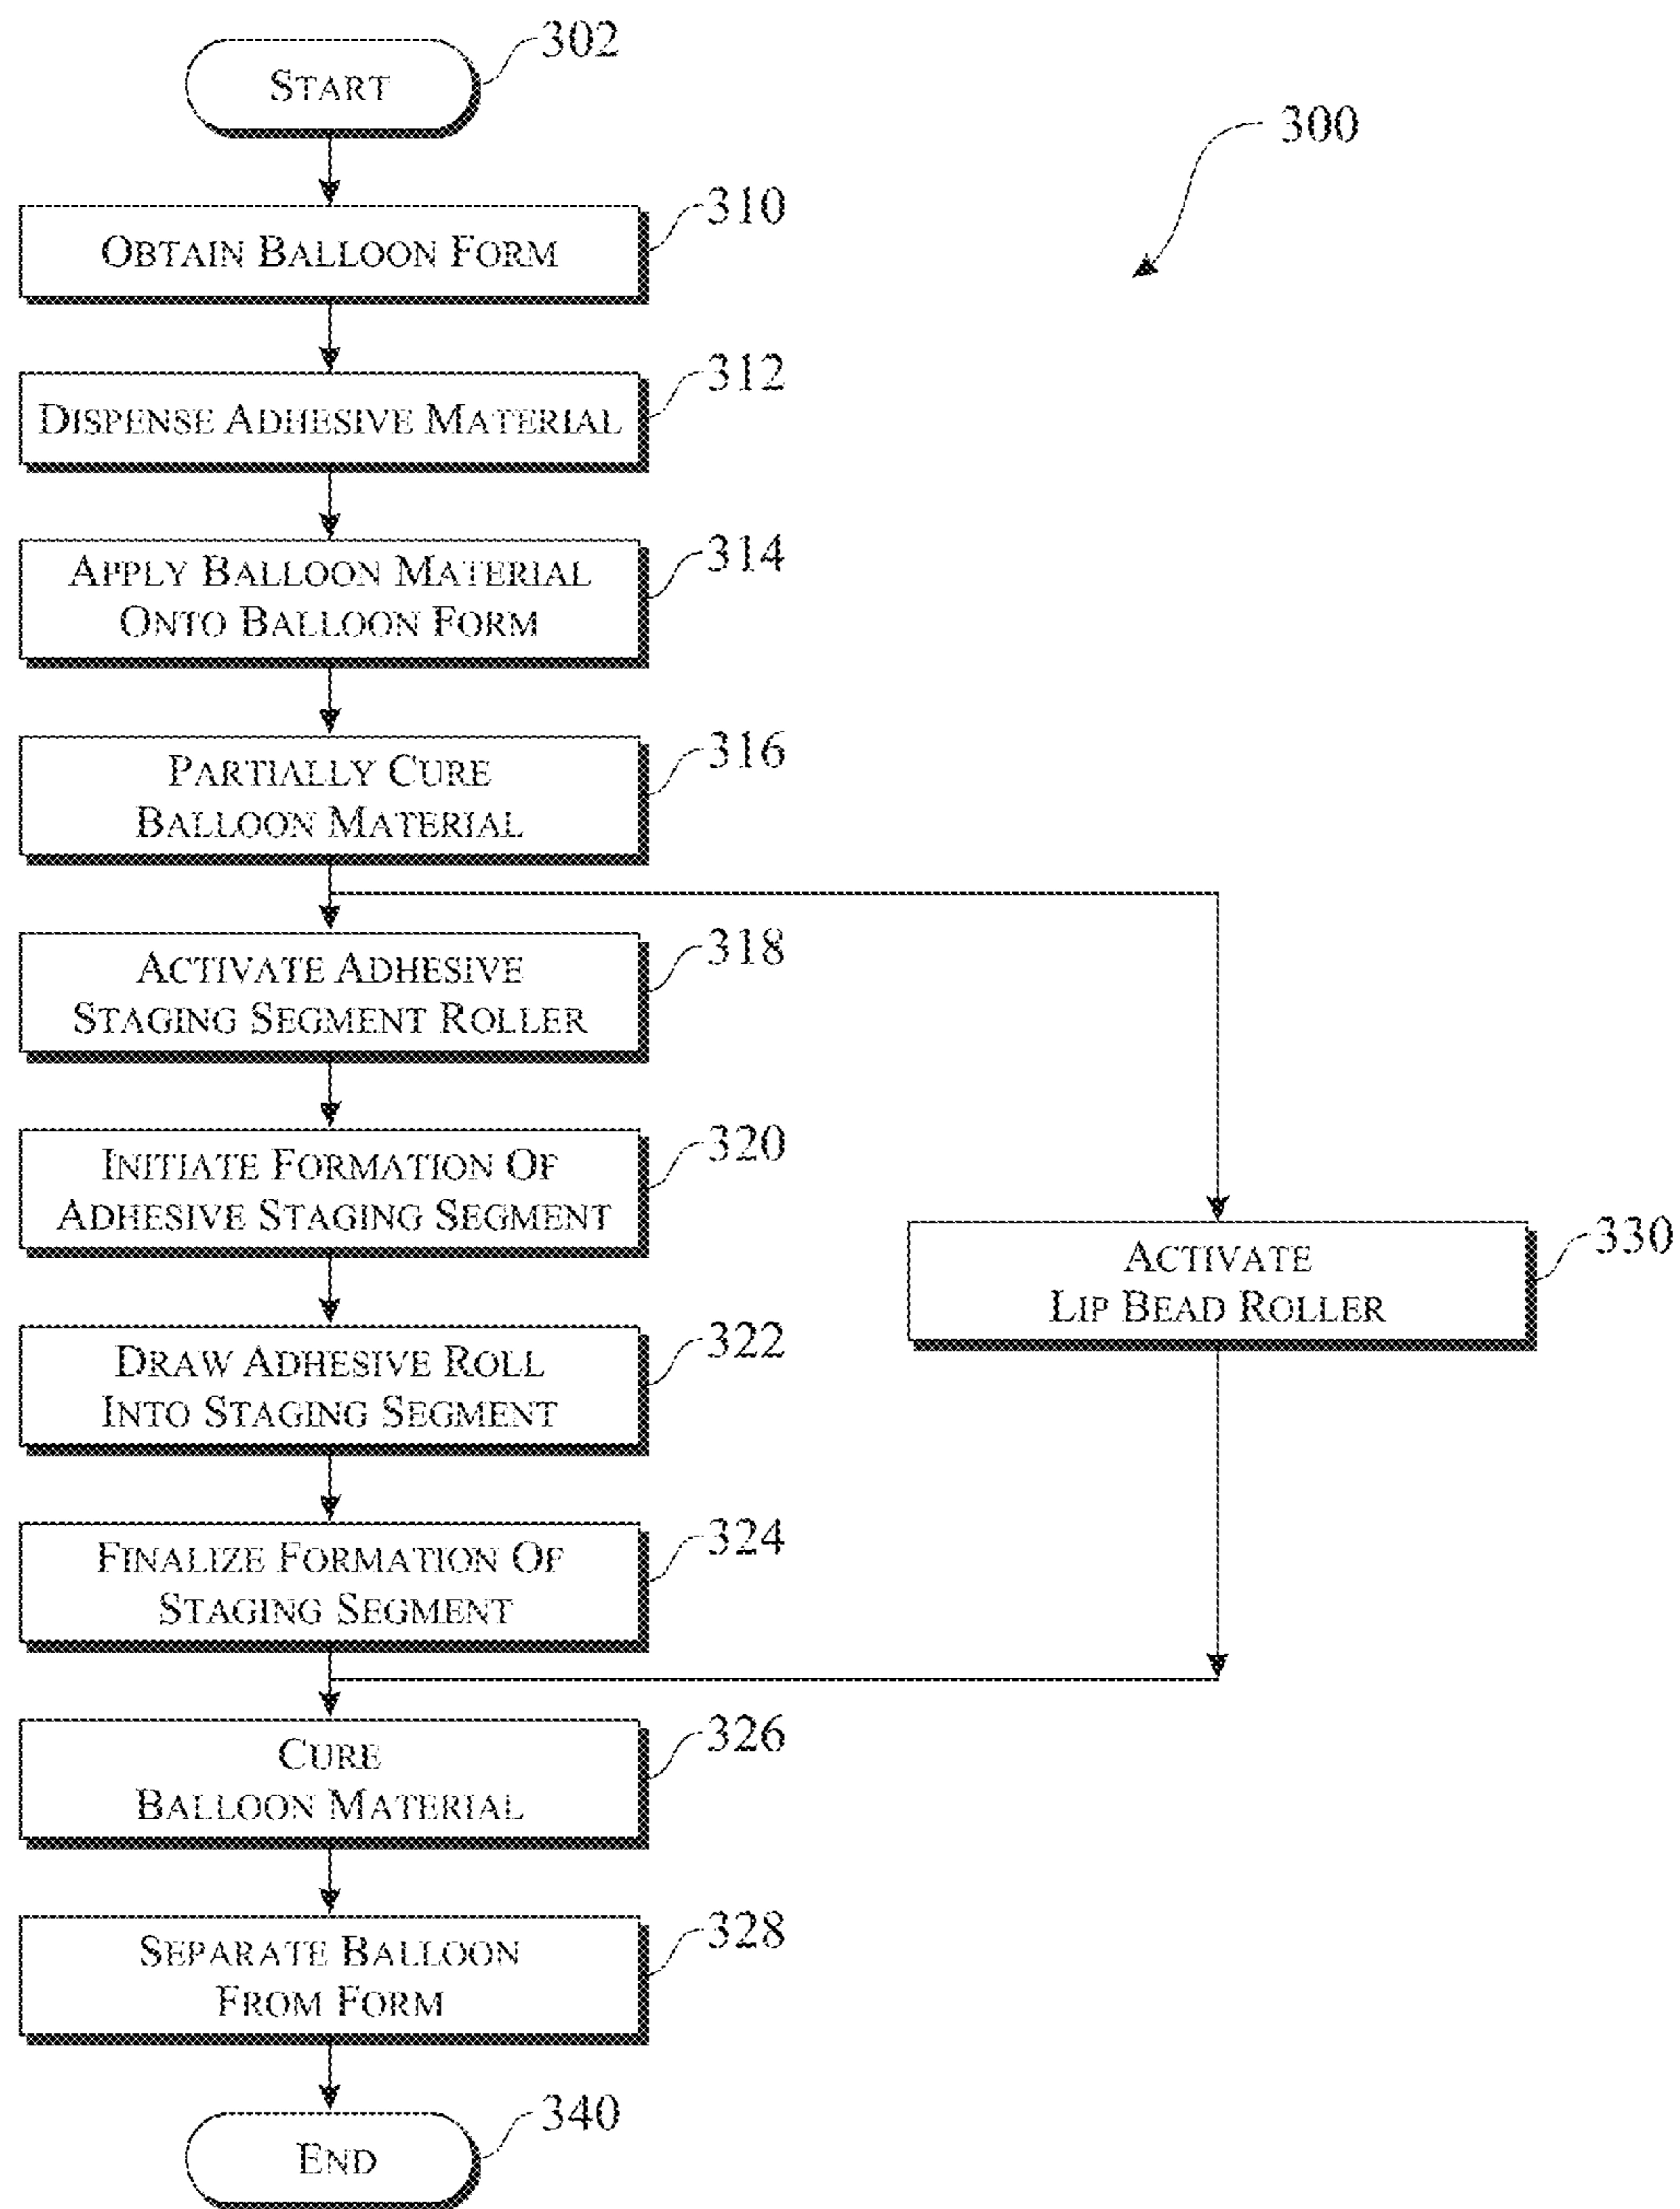 302
START
300
310
OBTAIN BALLOON FORM
312
DISPENSE ADHESIVE MATERIAL
314
APPLY BALLOON MATERIAL
ONTO BALLOON FORM
316
PARTIALLY CURE
BALLOON MATERIAL
318
ACTIVATE ADHESIVE
STAGING SEGMENT ROLLER
320
INITIATE FORMATION OF
ADHESIVE STAGING SEGMENT
330
ACTIVATE
LIP BEAD ROLLER
322
DRAW ADHESIVE ROLL
INTO STAGING SEGMENT
324
FINALIZE FORMATION OF
STAGING SEGMENT
326
CURE
BALLOON MATERIAL
328
SEPARATE BALLOON
FROM FORM
340
END